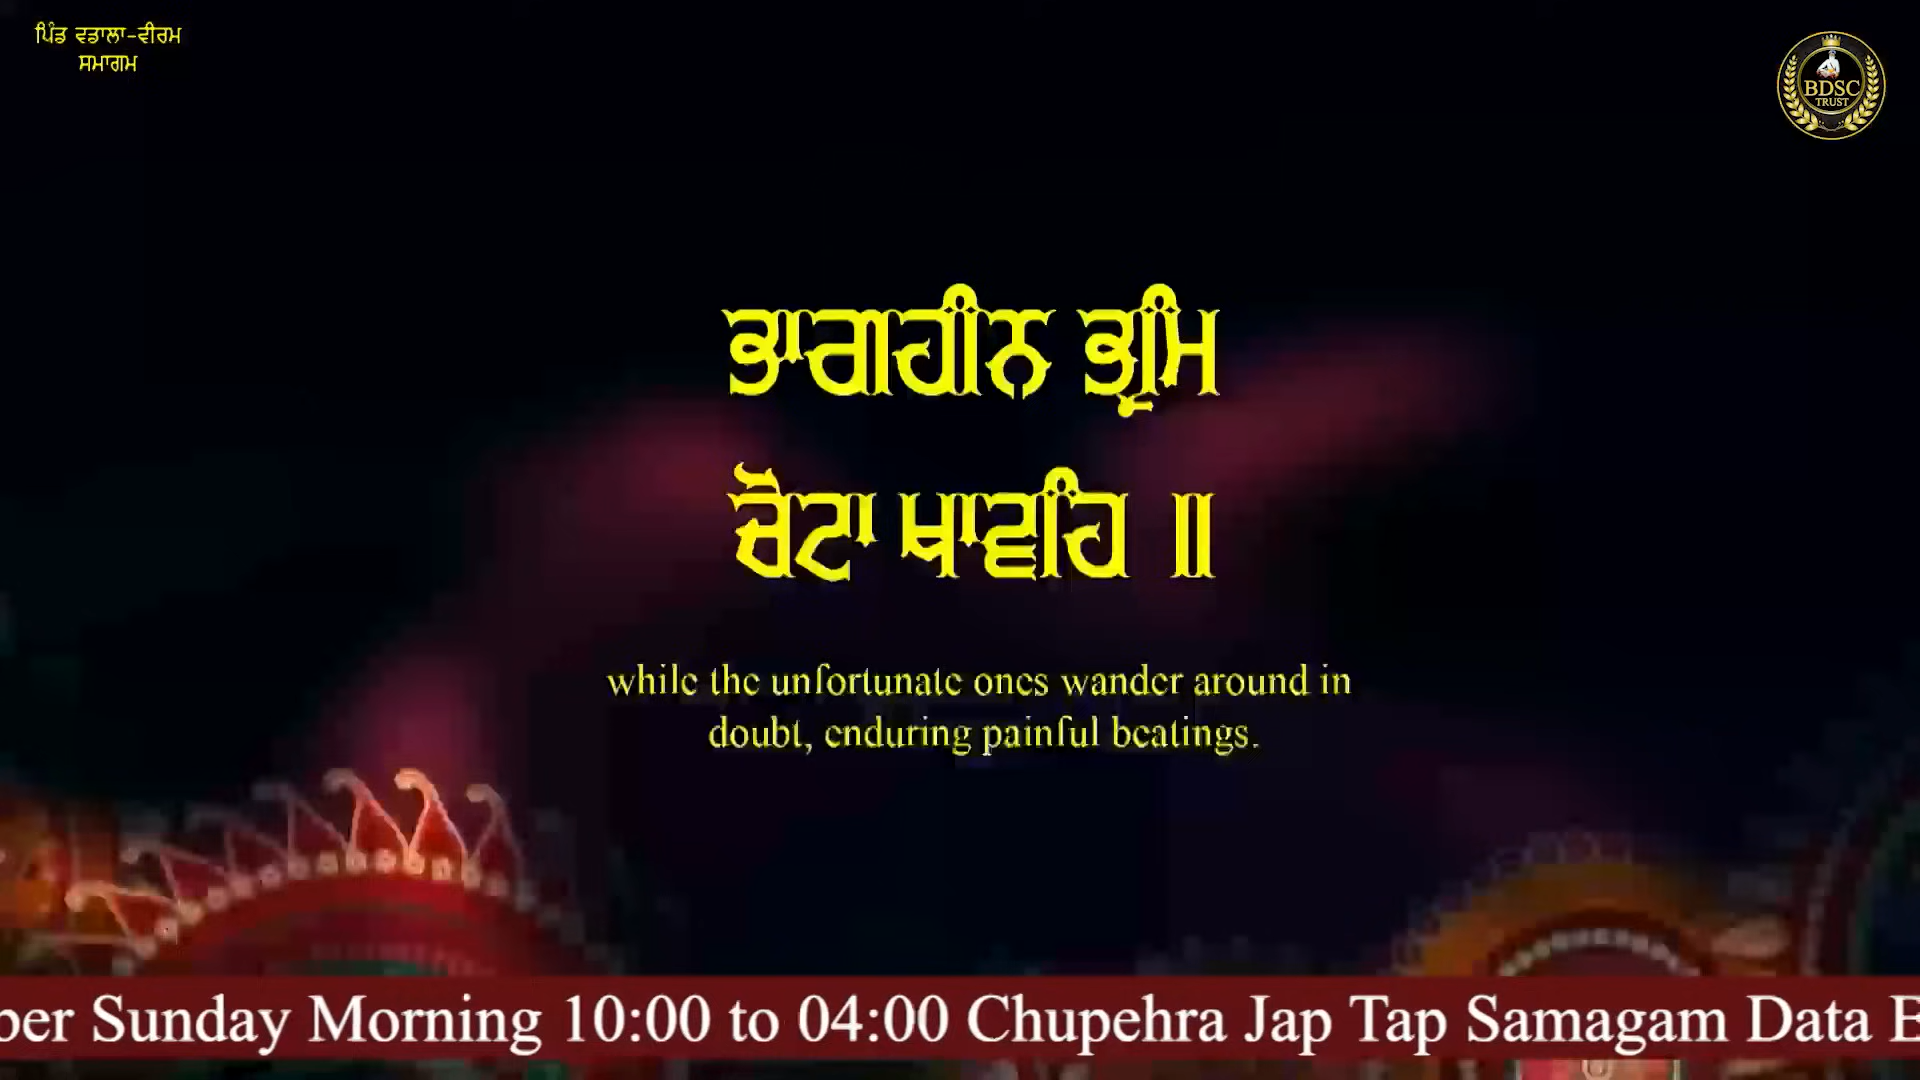 ਪਿੰਡ ਵਡਾਲਾ-ਵੀਰਮ
ਸਮਾਗਮ
BDSC
TRUST
ਭਾਗਹੀਨ ਭ੍ਰਮਿ
ਚੋਟਾ ਖਾਵਹਿ ॥
while the unfortunate ones wander around in
doubt, enduring painful beatings.
Sunday Morning 10:00 to 04:00 Chupehra Jap Tap Samagam Data